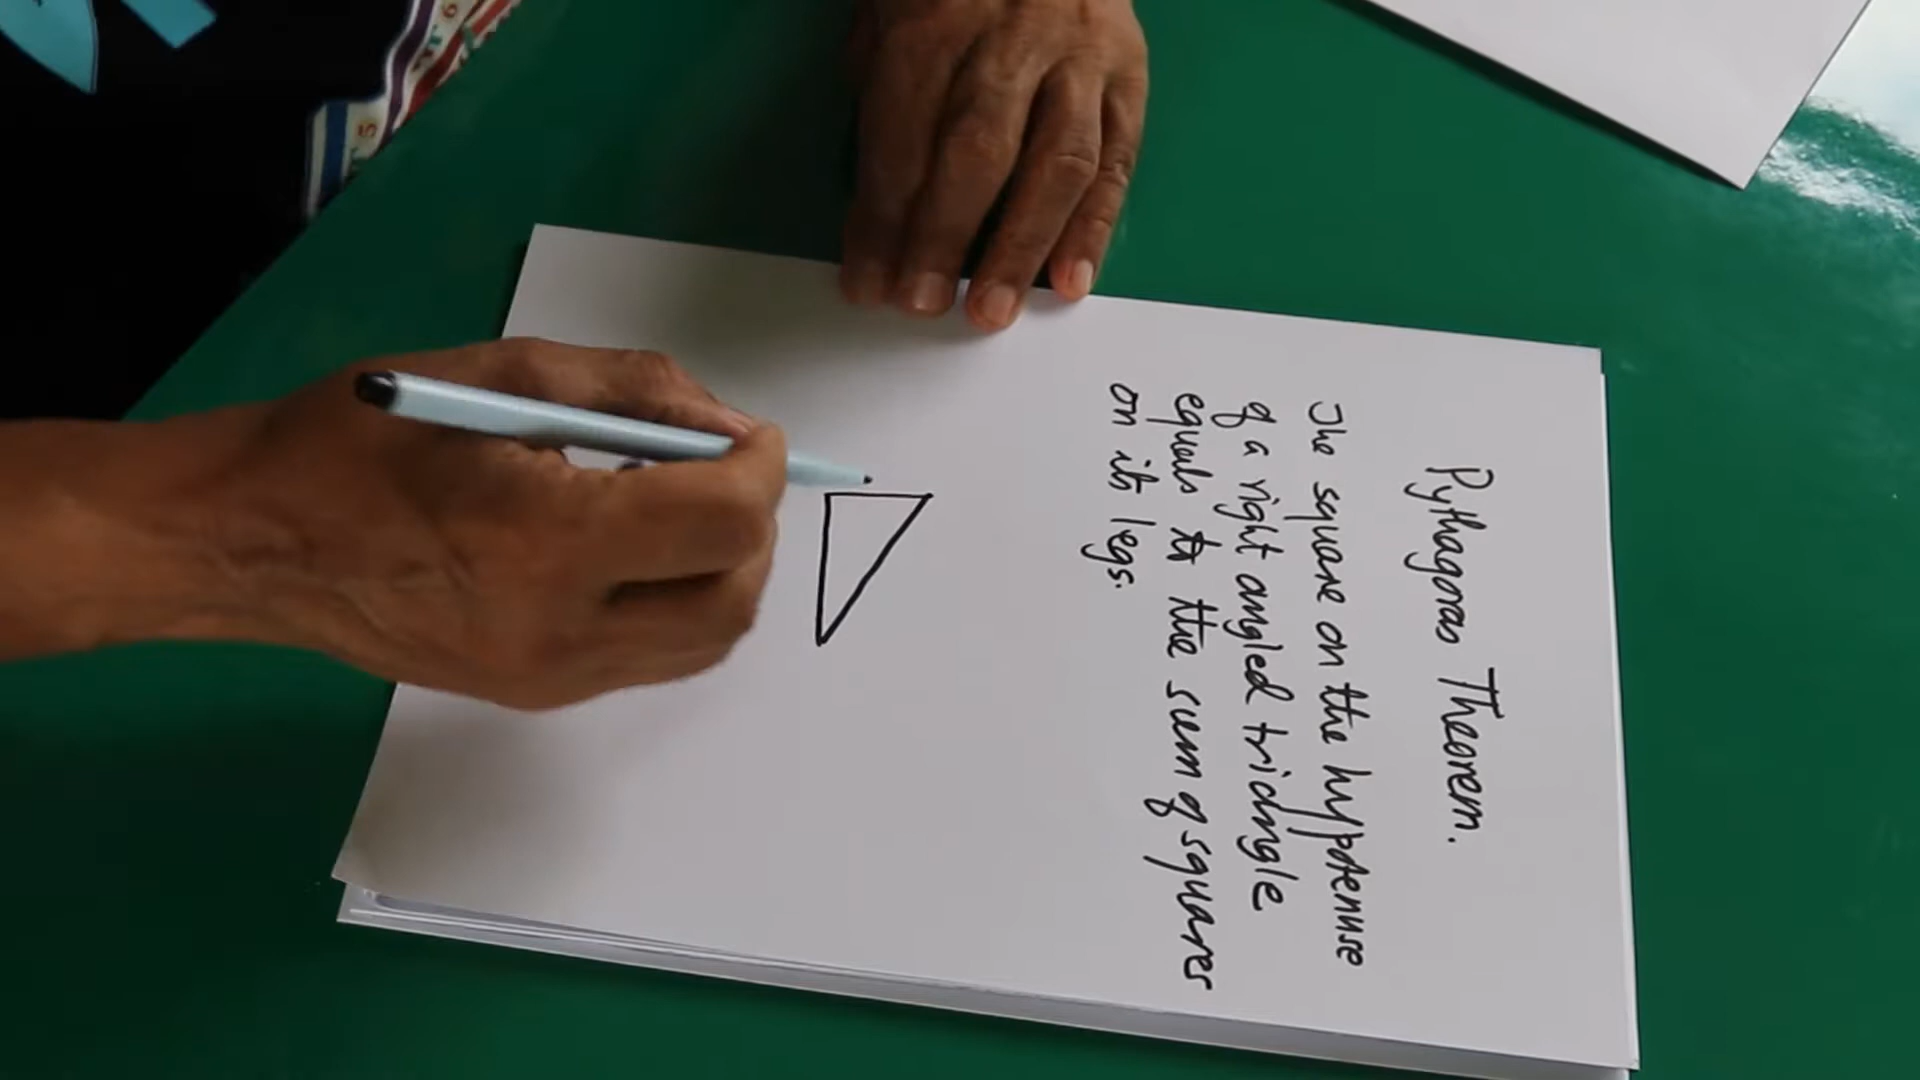 Pythagoras Theorem.
The square on the hypotenuse
of a right angled triangle
equals to the sum of squares
on its legs.